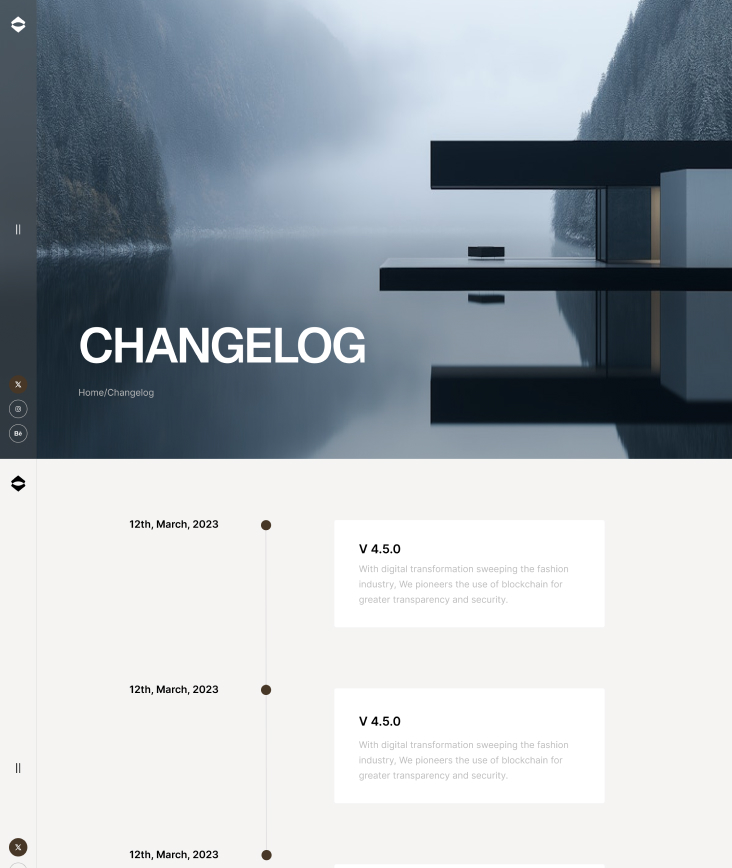 𝕏
Bē
CHANGELOG
Home/Changelog
12th, March, 2023
V 4.5.0
With digital transformation sweeping the fashion
industry, We pioneers the use of blockchain for
greater transparency and security.
12th, March, 2023
V 4.5.0
With digital transformation sweeping the fashion
industry, We pioneers the use of blockchain for
greater transparency and security.
𝕏
12th, March, 2023